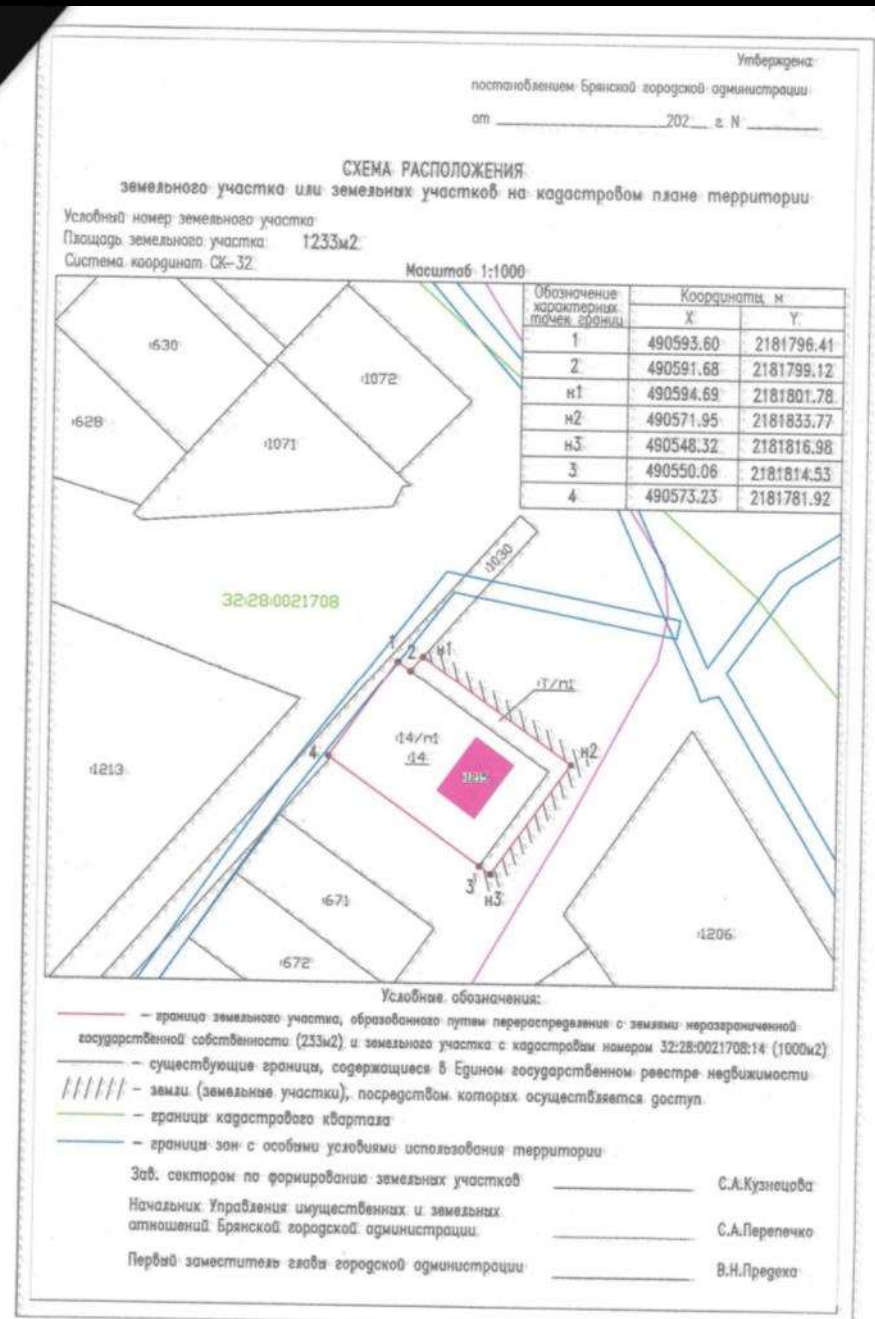 Утверждена
постановлением Брянской городской администрации
от 202 г. N
СХЕМА РАСПОЛОЖЕНИЯ
земельного участка или земельных участков на кадастровом плане территории
Условный номер земельного участка
Площадь земельного участка 1233м2
Система координат СК-32
Масштаб 1:1000
Обозначение характерных точек границ Координаты, м
X Y
1 490593.60 2181796.41
2 490591.68 2181799.12
н1 490594.69 2181801.78
н2 490571.95 2181833.77
н3 490548.32 2181816.98
3 490550.06 2181814.53
4 490573.23 2181781.92
:630
:1072
:628
:1071
:1030
32:28:0021708
1
2
н1
:Т/п1
:14/п1
:14
н2
4
:1213
3
н3
:671
:672
:1206
Условные обозначения:
– граница земельного участка, образованного путем перераспределения с землями неразграниченной
государственной собственности (233м2) и земельного участка с кадастровым номером 32:28:0021708:14 (1000м2)
– существующие границы, содержащиеся в Едином государственном реестре недвижимости
– земли (земельные участки), посредством которых осуществляется доступ
– границы кадастрового квартала
– границы зон с особыми условиями использования территории
Зав. сектором по формированию земельных участков С.А.Кузнецова
Начальник Управления имущественных и земельных
отношений Брянской городской администрации С.А.Перепечко
Первый заместитель главы городской администрации В.Н.Предеха